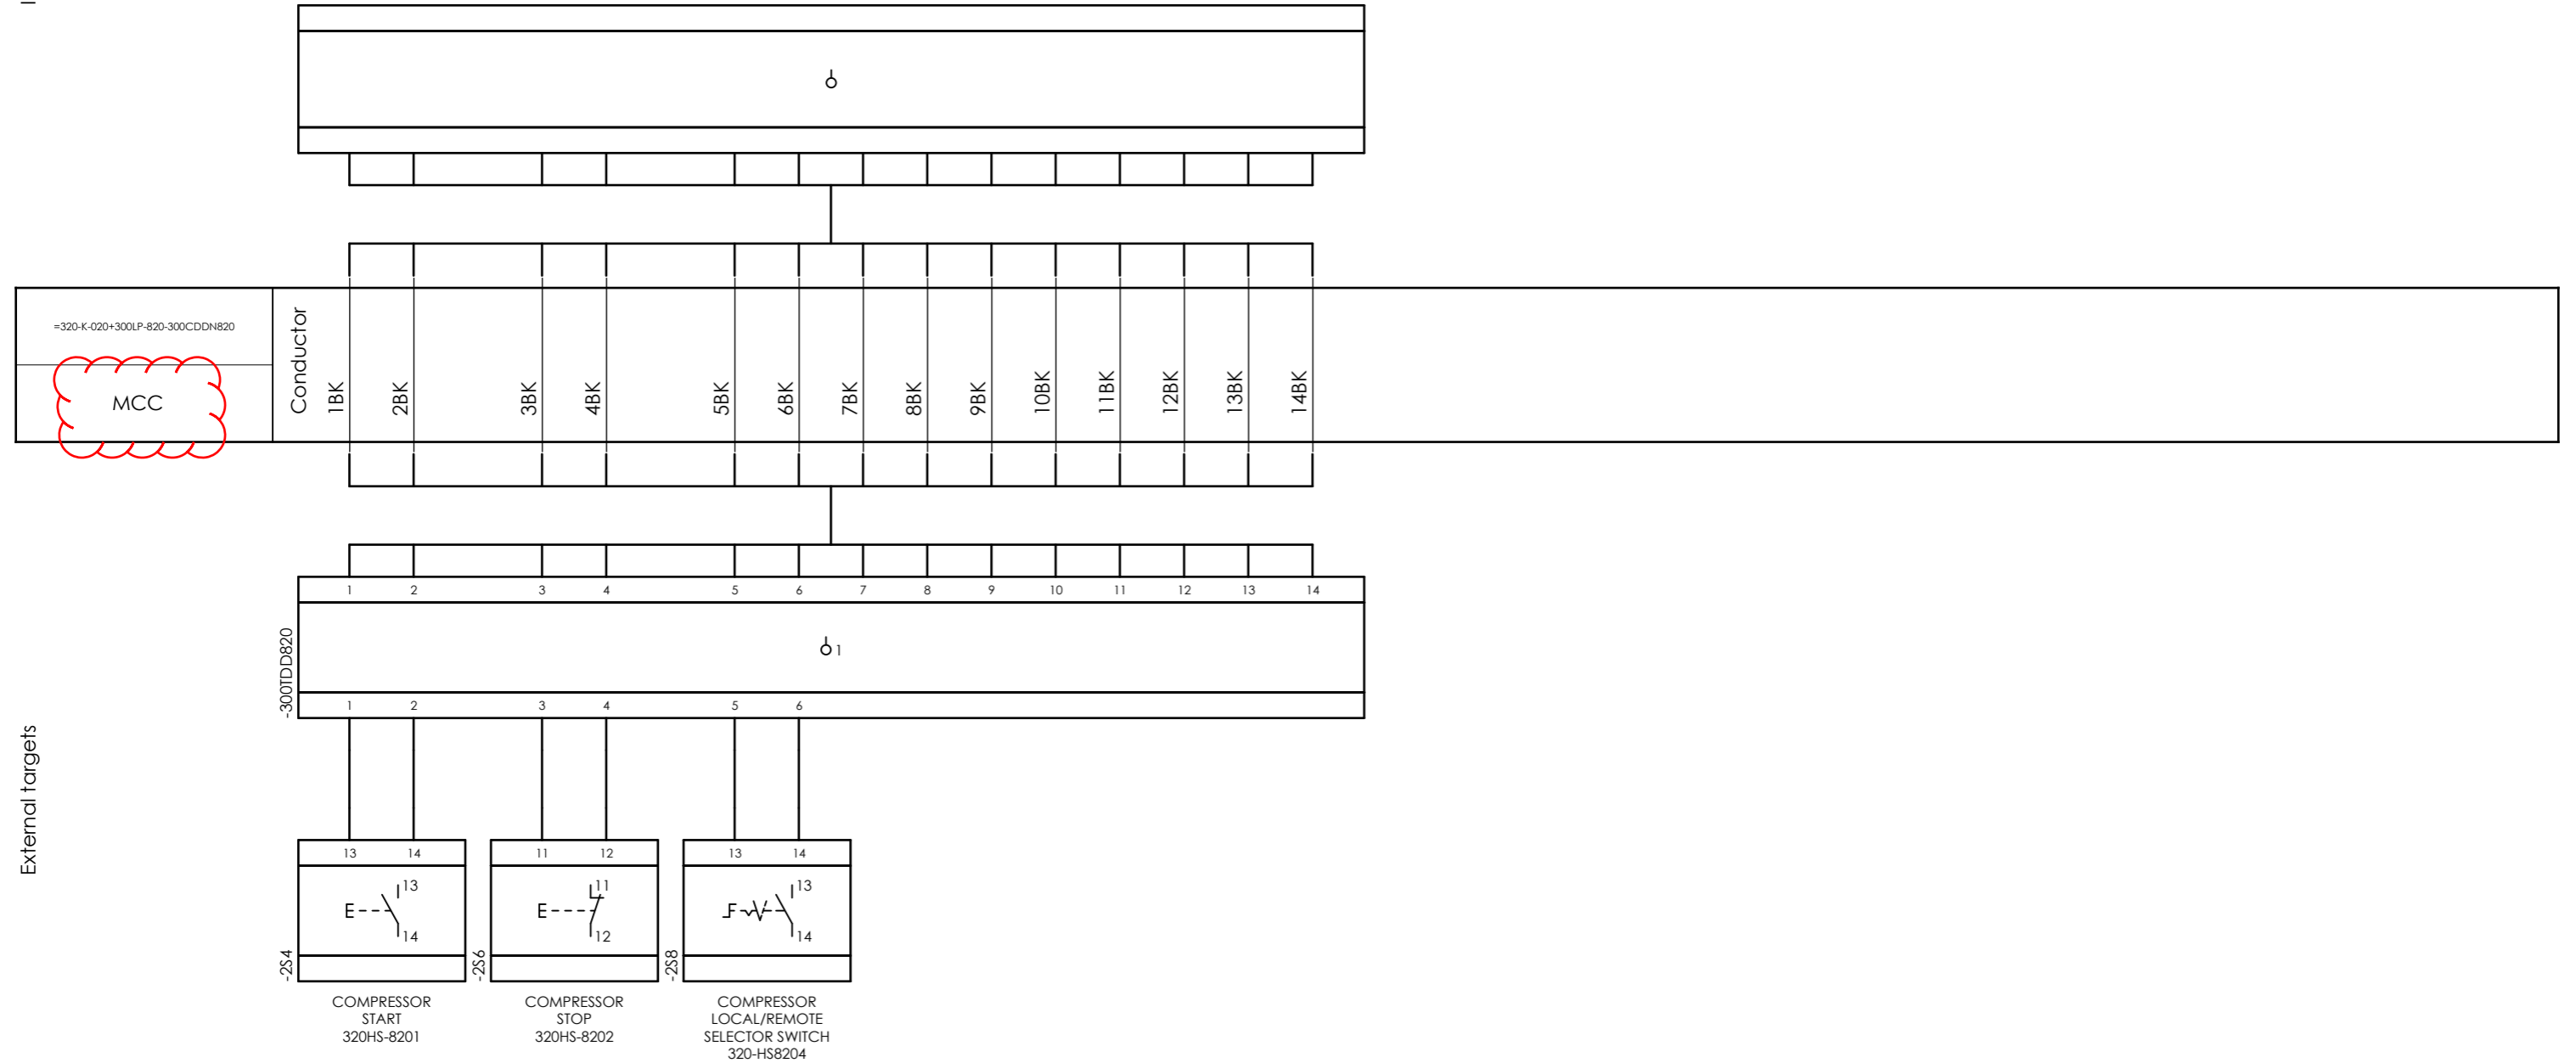 =320-K-020+300LP-820-300CDDN820
MCC
Conductor
1BK
2BK
3BK
4BK
5BK
6BK
7BK
8BK
9BK
10BK
11BK
12BK
13BK
14BK
1 2 3 4 5 6 7 8 9 10 11 12 13 14
-300TDD820
1
1 2 3 4 5 6
External targets
13 14
13
14
-2S4
COMPRESSOR
START
320HS-8201
11 12
11
12
-2S6
COMPRESSOR
STOP
320HS-8202
13 14
13
14
-2S8
COMPRESSOR
LOCAL/REMOTE
SELECTOR SWITCH
320-HS8204